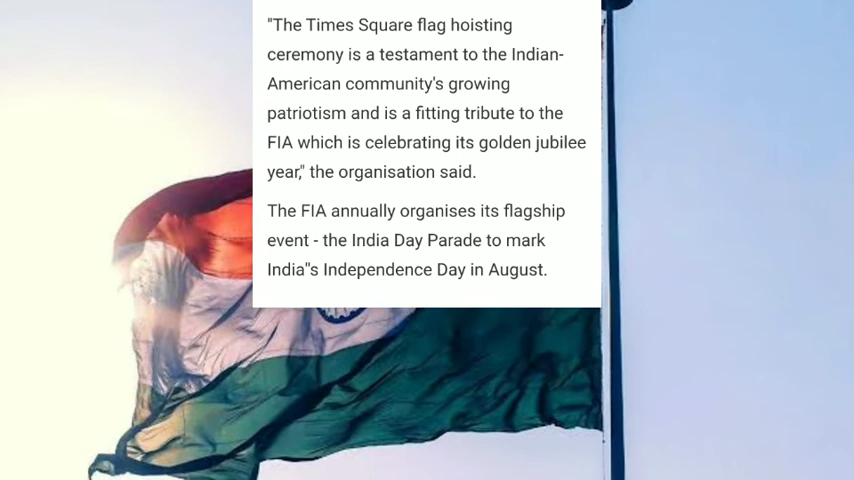 "The Times Square flag hoisting
ceremony is a testament to the Indian-
American community's growing
patriotism and is a fitting tribute to the
FIA which is celebrating its golden jubilee
year," the organisation said.
The FIA annually organises its flagship
event - the India Day Parade to mark
India"s Independence Day in August.